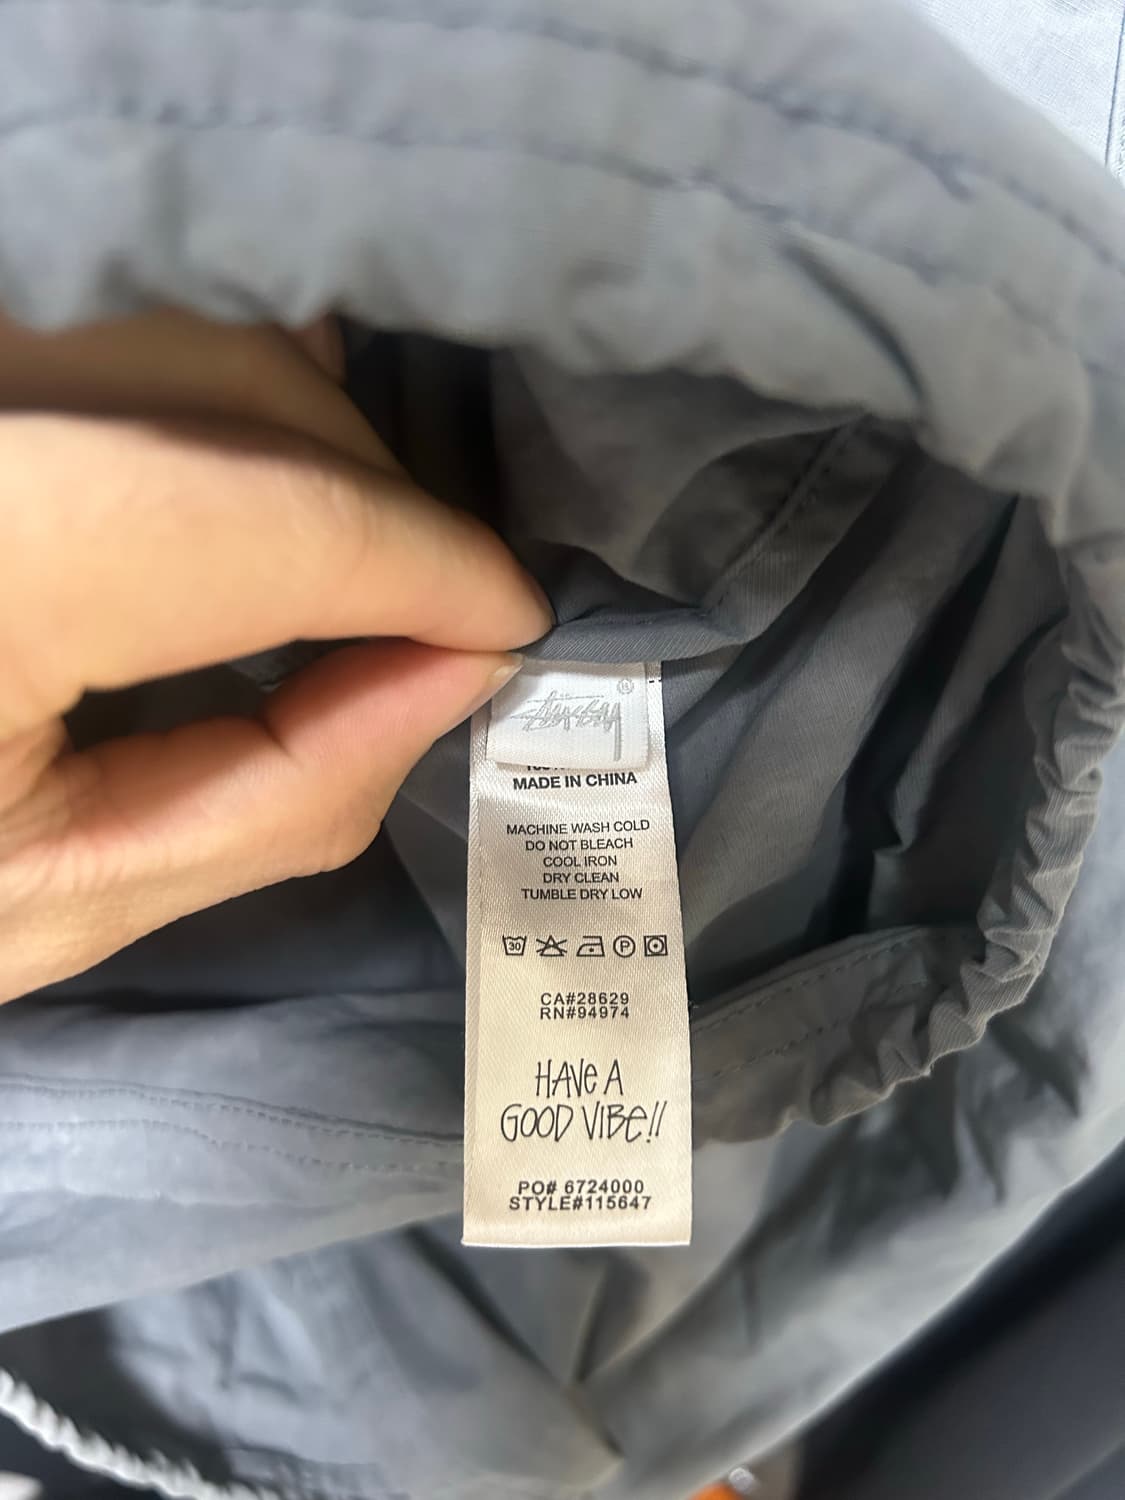 Stüssy ®
MADE IN CHINA
MACHINE WASH COLD
DO NOT BLEACH
COOL IRON
DRY CLEAN
TUMBLE DRY LOW
30 P
CA#28629
RN#94974
HAVE A
GOOD VIBE!!
PO# 6724000
STYLE#115647